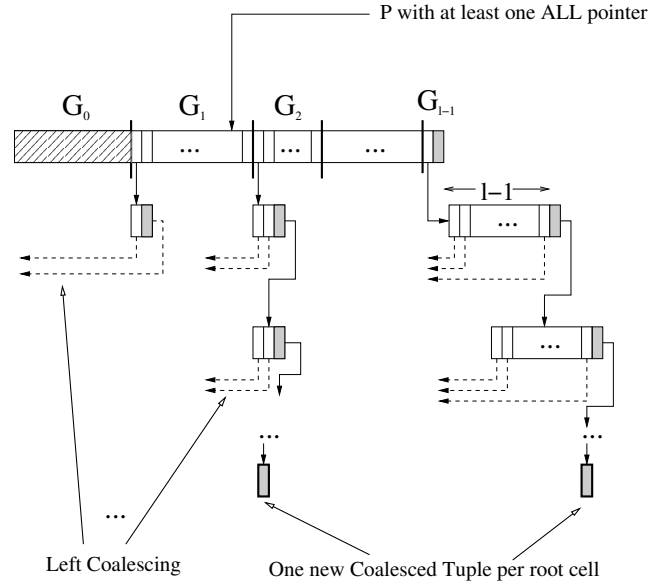 P with at least one ALL pointer
G₀ G₁ G₂ Gₗ₋₁
... ... ...
l−1
...
...
... ...
...
Left Coalescing
One new Coalesced Tuple per root cell